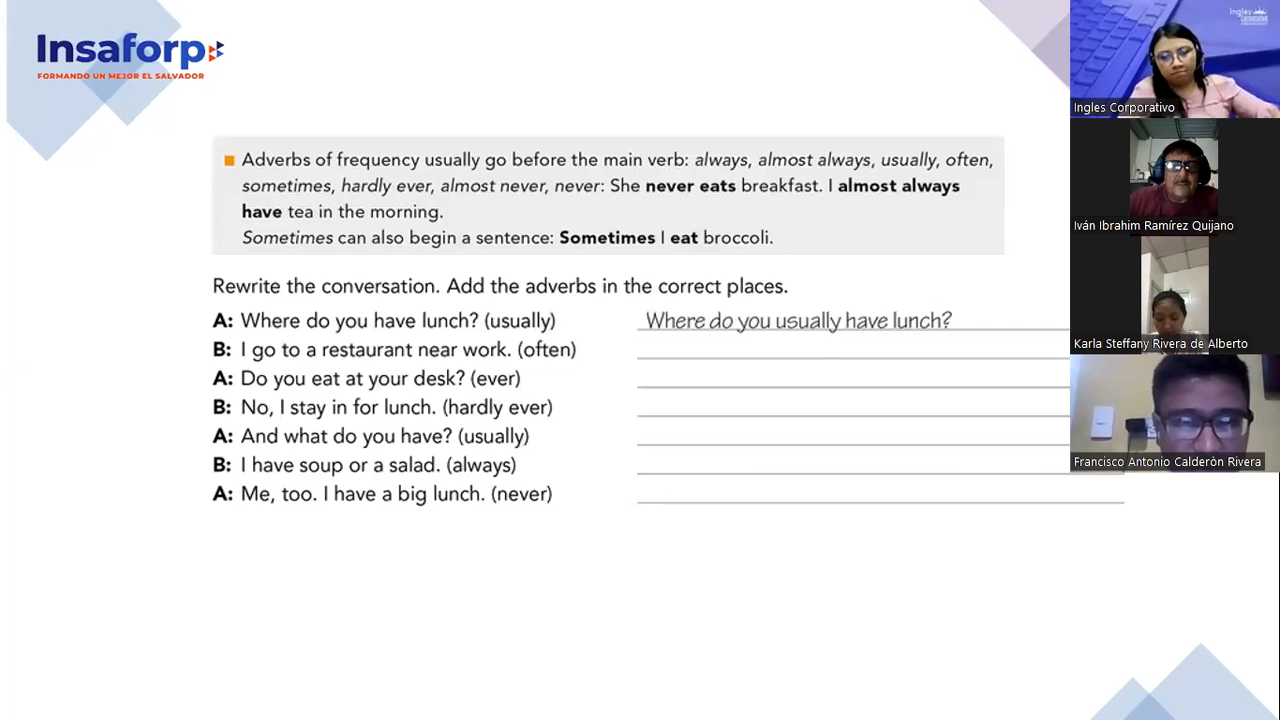 Insaforp
FORMANDO UN MEJOR EL SALVADOR
Adverbs of frequency usually go before the main verb: always, almost always, usually, often,
sometimes, hardly ever, almost never, never: She never eats breakfast. I almost always
have tea in the morning.
Sometimes can also begin a sentence: Sometimes I eat broccoli.
Rewrite the conversation. Add the adverbs in the correct places.
A: Where do you have lunch? (usually) Where do you usually have lunch?
B: I go to a restaurant near work. (often)
A: Do you eat at your desk? (ever)
B: No, I stay in for lunch. (hardly ever)
A: And what do you have? (usually)
B: I have soup or a salad. (always)
A: Me, too. I have a big lunch. (never)
Ingles
Ingles Corporativo
Iván Ibrahim Ramírez Quijano
Karla Steffany Rivera de Alberto
Francisco Antonio Calderòn Rivera